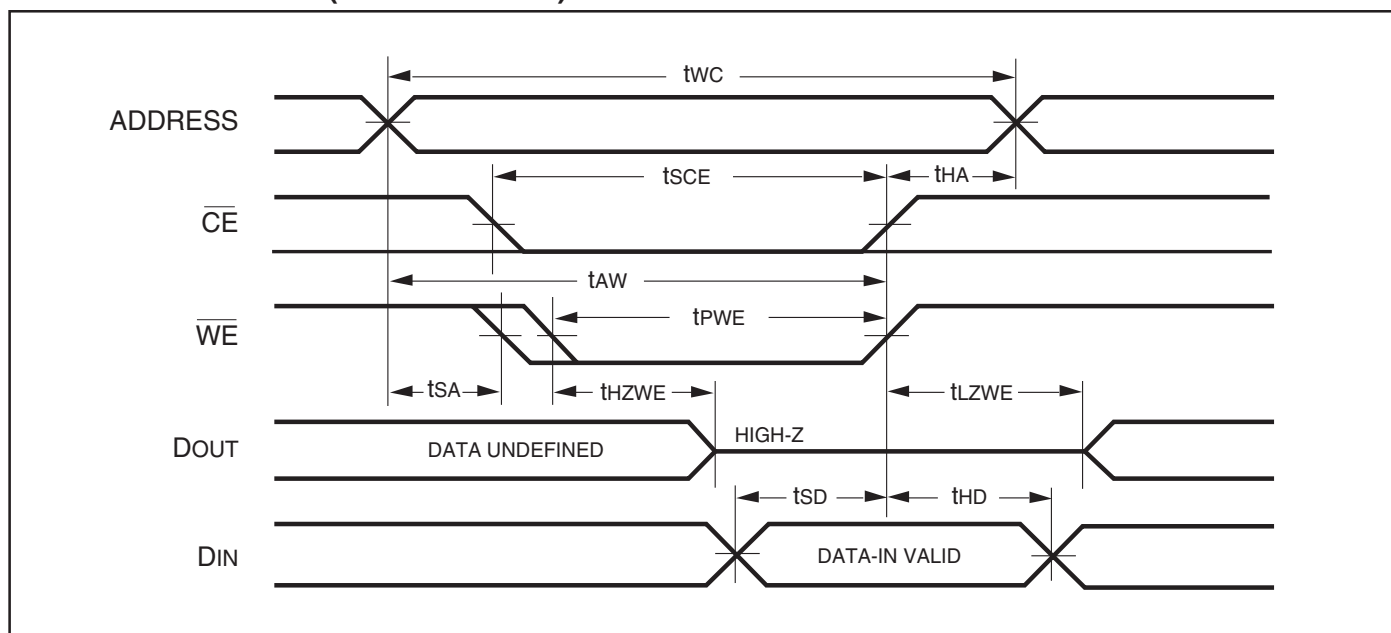 tWC
ADDRESS
tSCE
tHA
CE
tAW
tPWE
WE
tSA
tHZWE
tLZWE
HIGH-Z
DOUT
DATA UNDEFINED
tSD
tHD
DIN
DATA-IN VALID